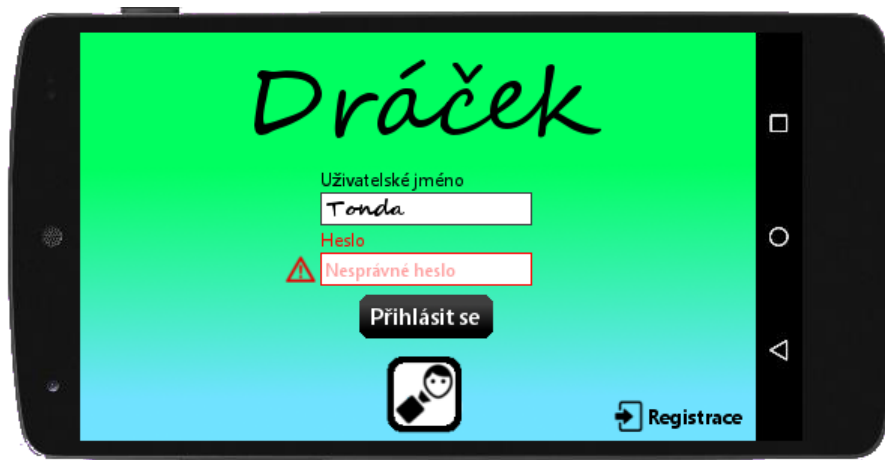 Dráček
Uživatelské jméno
Tonda
Heslo
Nesprávné heslo
Přihlásit se
Registrace